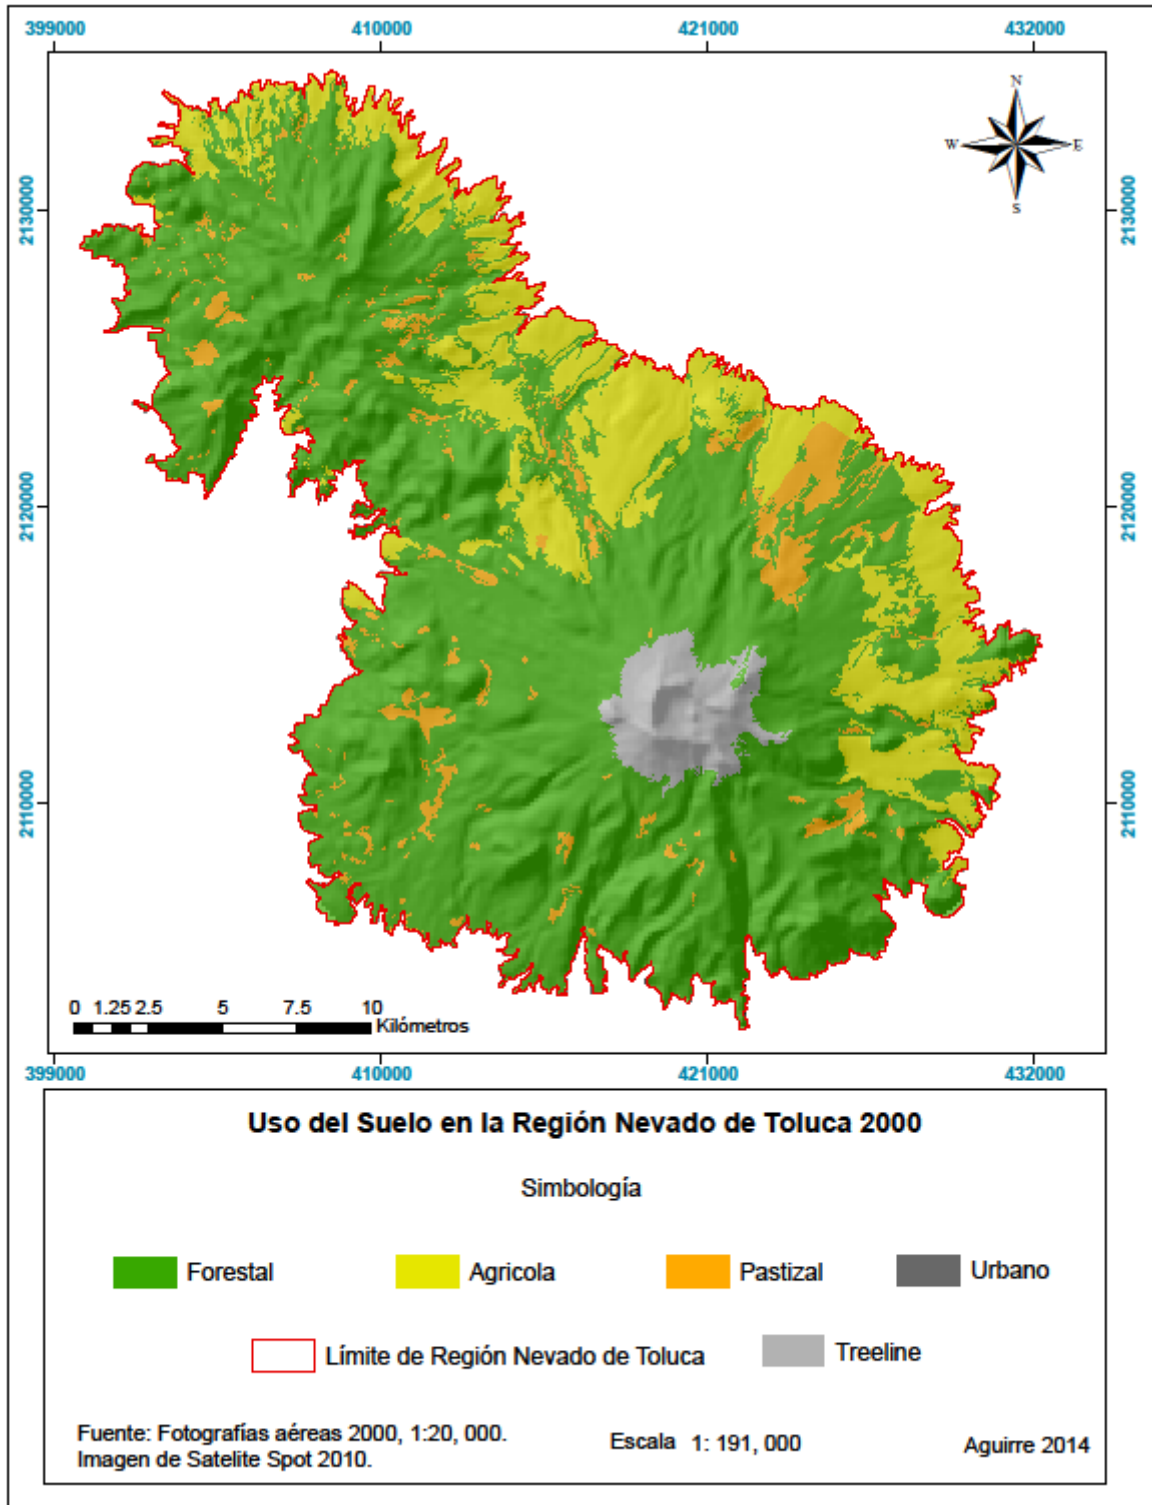 399000 410000 421000 432000
N
W E
S
2130000 2130000
2120000 2120000
2110000 2110000
0 1.25 2.5 5 7.5 10
Kilómetros
399000 410000 421000 432000
Uso del Suelo en la Región Nevado de Toluca 2000
Simbología
Forestal Agricola Pastizal Urbano
Límite de Región Nevado de Toluca Treeline
Fuente: Fotografías aéreas 2000, 1:20, 000.
Imagen de Satelite Spot 2010.
Escala 1: 191, 000
Aguirre 2014